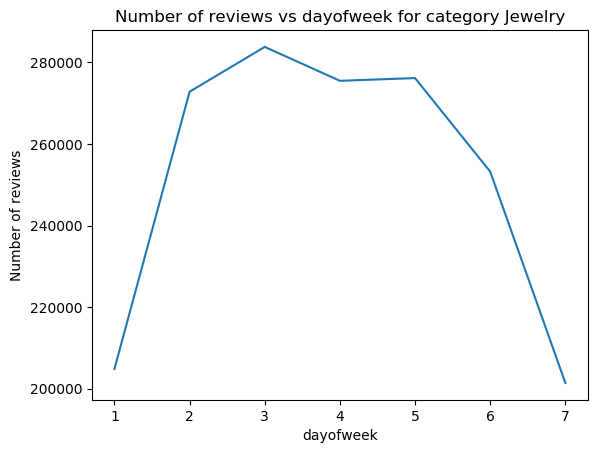 Number of reviews vs dayofweek for category Jewelry
280000
260000
240000
220000
200000
Number of reviews
1 2 3 4 5 6 7
dayofweek